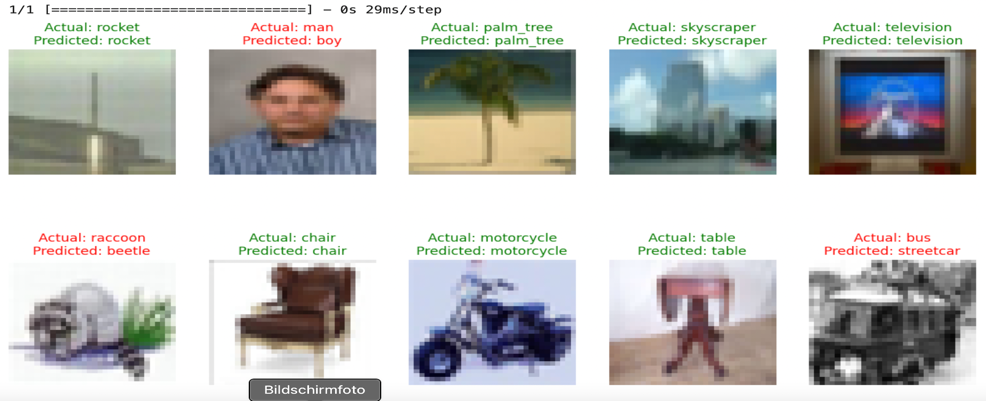 1/1 [==============================] – 0s 29ms/step
Actual: rocket
Predicted: rocket
Actual: man
Predicted: boy
Actual: palm_tree
Predicted: palm_tree
Actual: skyscraper
Predicted: skyscraper
Actual: television
Predicted: television
Actual: raccoon
Predicted: beetle
Actual: chair
Predicted: chair
Actual: motorcycle
Predicted: motorcycle
Actual: table
Predicted: table
Actual: bus
Predicted: streetcar
Bildschirmfoto